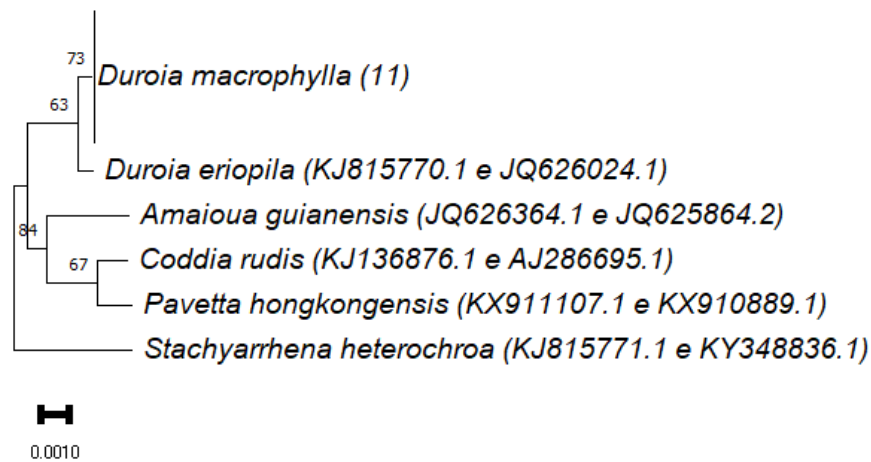 73
Duroia macrophylla (11)
63
Duroia eriopila (KJ815770.1 e JQ626024.1)
Amaioua guianensis (JQ626364.1 e JQ625864.2)
84
Coddia rudis (KJ136876.1 e AJ286695.1)
67
Pavetta hongkongensis (KX911107.1 e KX910889.1)
Stachyarrhena heterochroa (KJ815771.1 e KY348836.1)
0.0010